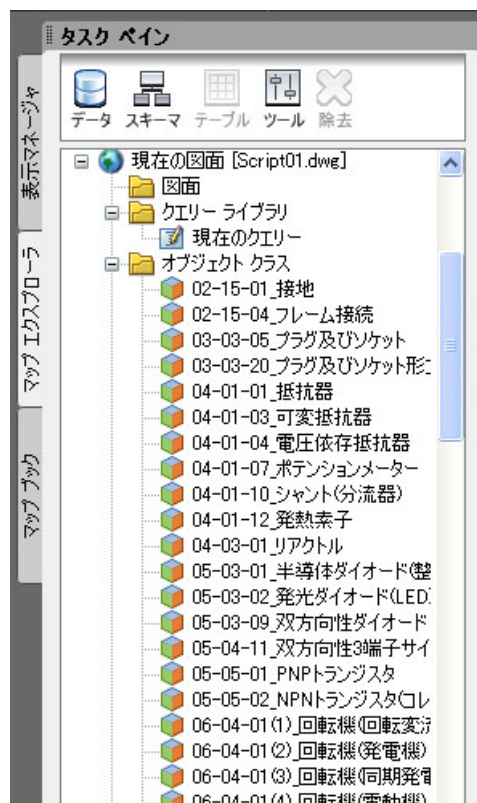 タスク ペイン
データ スキーマ テーブル ツール 除去
表示マネージャ
マップ エクスプローラ
マップ ブック
現在の図面 [Script01.dwg]
図面
クエリー ライブラリ
現在のクエリー
オブジェクト クラス
02-15-01_接地
02-15-04_フレーム接続
03-03-05_プラグ及びソケット
03-03-20_プラグ及びソケット形
04-01-01_抵抗器
04-01-03_可変抵抗器
04-01-04_電圧依存抵抗器
04-01-07_ポテンションメーター
04-01-10_シャント(分流器)
04-01-12_発熱素子
04-03-01_リアクトル
05-03-01_半導体ダイオード(整
05-03-02_発光ダイオード(LED)
05-03-09_双方向性ダイオード
05-04-11_双方向性3端子サイ
05-05-01_PNPトランジスタ
05-05-02_NPNトランジスタ(コレ
06-04-01(1)_回転機(回転変流
06-04-01(2)_回転機(発電機)
06-04-01(3)_回転機(同期発電
06-04-01(4)_回転機(電動機)